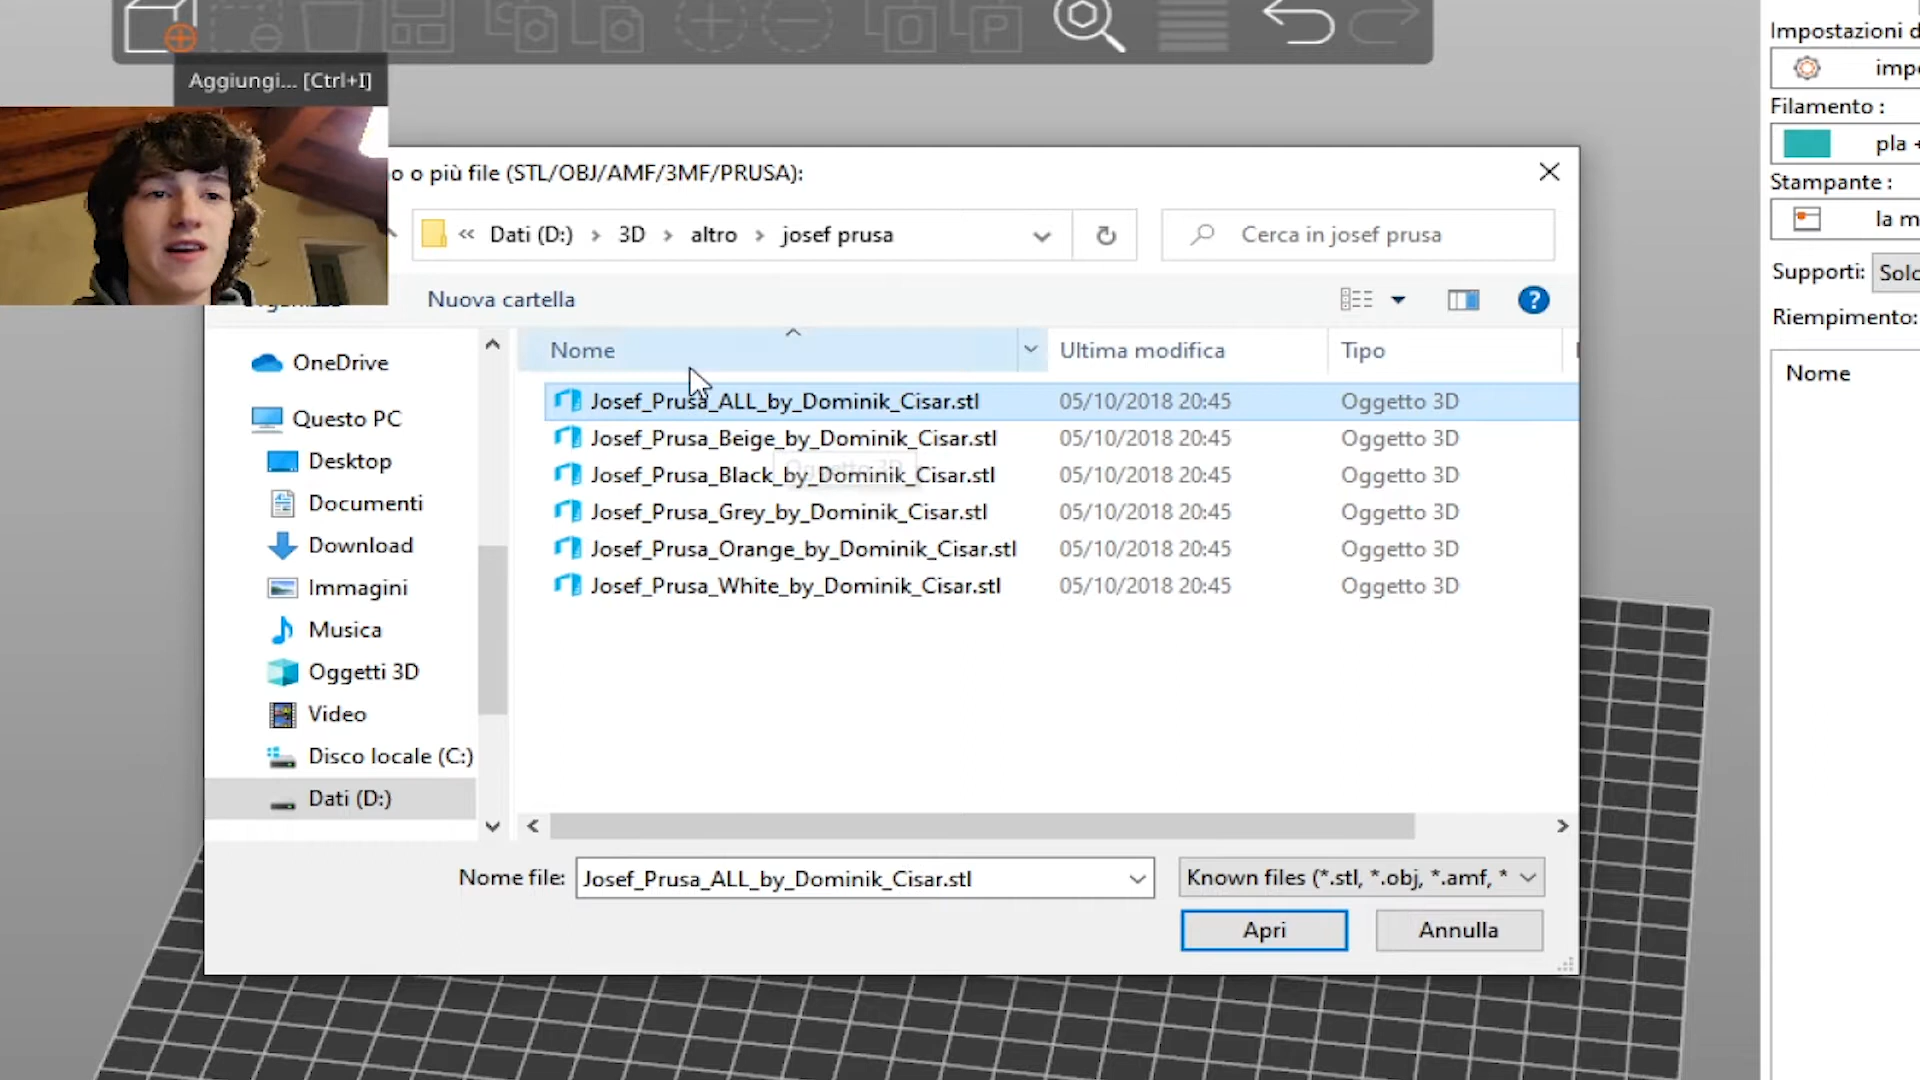 Aggiungi... [Ctrl+I]
o o più file (STL/OBJ/AMF/3MF/PRUSA):
Dati (D:) 3D altro josef prusa
Cerca in josef prusa
Nuova cartella
OneDrive
Questo PC
Desktop
Documenti
Download
Immagini
Musica
Oggetti 3D
Video
Disco locale (C:)
Dati (D:)
Nome Ultima modifica Tipo
Josef_Prusa_ALL_by_Dominik_Cisar.stl 05/10/2018 20:45 Oggetto 3D
Josef_Prusa_Beige_by_Dominik_Cisar.stl 05/10/2018 20:45 Oggetto 3D
Josef_Prusa_Black_by_Dominik_Cisar.stl 05/10/2018 20:45 Oggetto 3D
Josef_Prusa_Grey_by_Dominik_Cisar.stl 05/10/2018 20:45 Oggetto 3D
Josef_Prusa_Orange_by_Dominik_Cisar.stl 05/10/2018 20:45 Oggetto 3D
Josef_Prusa_White_by_Dominik_Cisar.stl 05/10/2018 20:45 Oggetto 3D
Nome file: Josef_Prusa_ALL_by_Dominik_Cisar.stl
Known files (*.stl, *.obj, *.amf, *
Apri Annulla
Impostazioni d
impo
Filamento :
pla +
Stampante :
la m
Supporti: Solo
Riempimento:
Nome